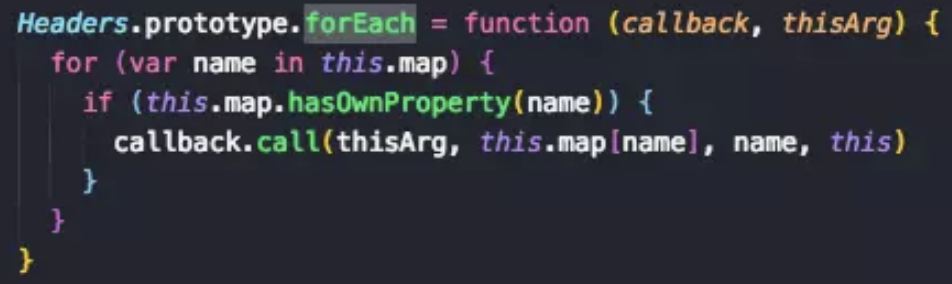 Headers.prototype.forEach = function (callback, thisArg) {
for (var name in this.map) {
if (this.map.hasOwnProperty(name)) {
callback.call(thisArg, this.map[name], name, this)
}
}
}